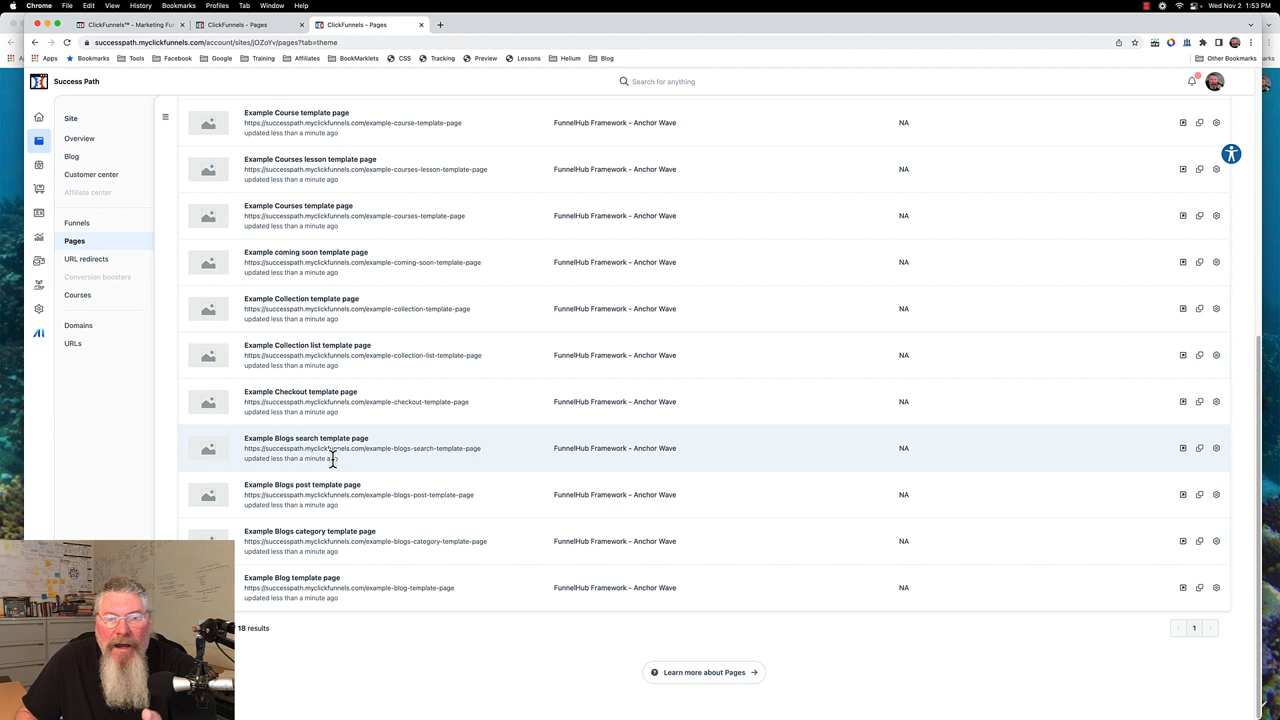 Chrome File Edit View History Bookmarks Profiles Tab Window Help Wed Nov 2 1:53 PM
ClickFunnels™ - Marketing Fun
ClickFunnels - Pages
ClickFunnels - Pages
successpath.myclickfunnels.com/account/sites/jOZoYv/pages?tab=theme
Apps Bookmarks Tools Facebook Google Training Affiliates BookMarklets CSS Tracking Preview Lessons Helium Blog Other Bookmarks
Success Path
Search for anything
Site
Overview
Blog
Customer center
Affiliate center
Funnels
Pages
URL redirects
Conversion boosters
Courses
Domains
URLs
Example Course template page
https://successpath.myclickfunnels.com/example-course-template-page
updated less than a minute ago
FunnelHub Framework - Anchor Wave
NA
Example Courses lesson template page
https://successpath.myclickfunnels.com/example-courses-lesson-template-page
updated less than a minute ago
FunnelHub Framework - Anchor Wave
NA
Example Courses template page
https://successpath.myclickfunnels.com/example-courses-template-page
updated less than a minute ago
FunnelHub Framework - Anchor Wave
NA
Example coming soon template page
https://successpath.myclickfunnels.com/example-coming-soon-template-page
updated less than a minute ago
FunnelHub Framework - Anchor Wave
NA
Example Collection template page
https://successpath.myclickfunnels.com/example-collection-template-page
updated less than a minute ago
FunnelHub Framework - Anchor Wave
NA
Example Collection list template page
https://successpath.myclickfunnels.com/example-collection-list-template-page
updated less than a minute ago
FunnelHub Framework - Anchor Wave
NA
Example Checkout template page
https://successpath.myclickfunnels.com/example-checkout-template-page
updated less than a minute ago
FunnelHub Framework - Anchor Wave
NA
Example Blogs search template page
https://successpath.myclickfunnels.com/example-blogs-search-template-page
updated less than a minute ago
FunnelHub Framework - Anchor Wave
NA
Example Blogs post template page
https://successpath.myclickfunnels.com/example-blogs-post-template-page
updated less than a minute ago
FunnelHub Framework - Anchor Wave
NA
Example Blogs category template page
https://successpath.myclickfunnels.com/example-blogs-category-template-page
updated less than a minute ago
FunnelHub Framework - Anchor Wave
NA
Example Blog template page
https://successpath.myclickfunnels.com/example-blog-template-page
updated less than a minute ago
FunnelHub Framework - Anchor Wave
NA
18 results
1
Learn more about Pages